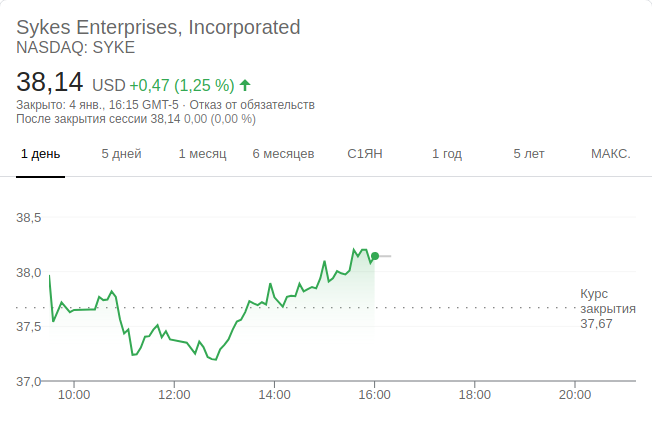 Sykes Enterprises, Incorporated
NASDAQ: SYKE
38,14 USD +0,47 (1,25 %)
Закрыто: 4 янв., 16:15 GMT-5 · Отказ от обязательств
После закрытия сессии 38,14 0,00 (0,00 %)
1 день 5 дней 1 месяц 6 месяцев С1ЯН 1 год 5 лет МАКС.
38,5
38,0
Курс
закрытия
37,67
37,5
37,0
10:00 12:00 14:00 16:00 18:00 20:00